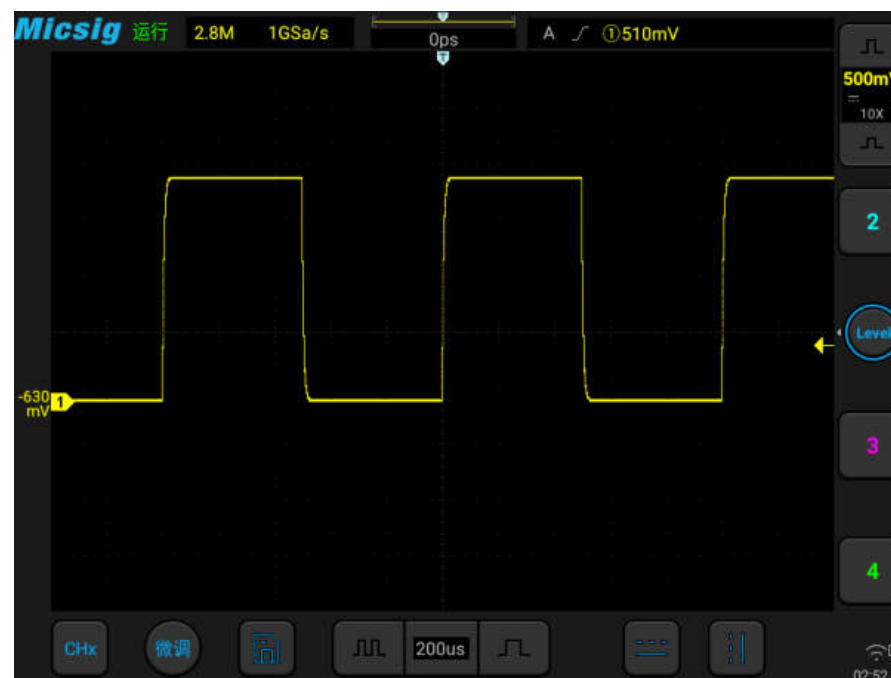 Micsig 运行 2.8M 1GSa/s 0ps A ①510mV
T
500mV
10X
2
Level
-630
mV
1
3
4
CHx 微调 200us
02:52